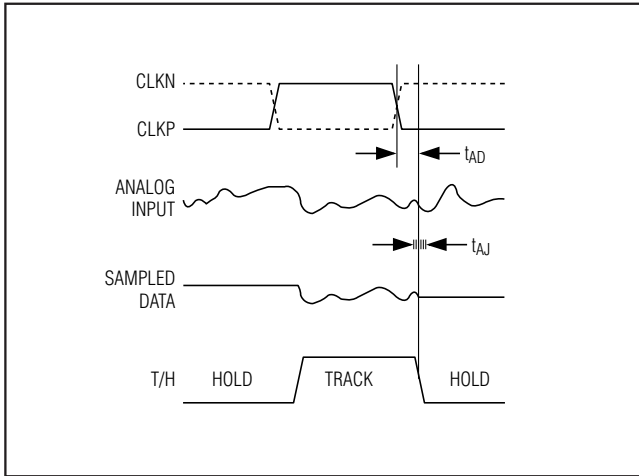 CLKN
CLKP
tAD
ANALOG
INPUT
tAJ
SAMPLED
DATA
T/H
HOLD
TRACK
HOLD